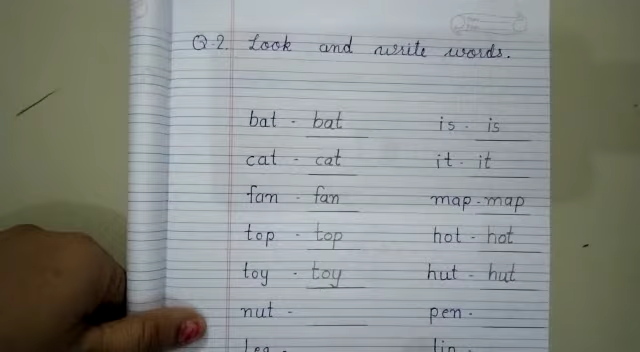 Q.2. Look and write words.
bat - bat is - is
cat - cat it - it
fan - fan map - map
top - top hot - hot
toy - toy hut - hut
nut - pen -